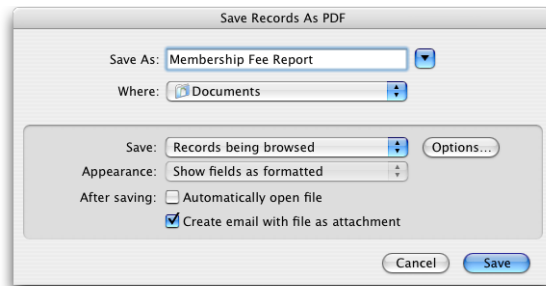 Save Records As PDF
Save As: Membership Fee Report
Where: Documents
Save: Records being browsed Options...
Appearance: Show fields as formatted
After saving: Automatically open file
Create email with file as attachment
Cancel Save